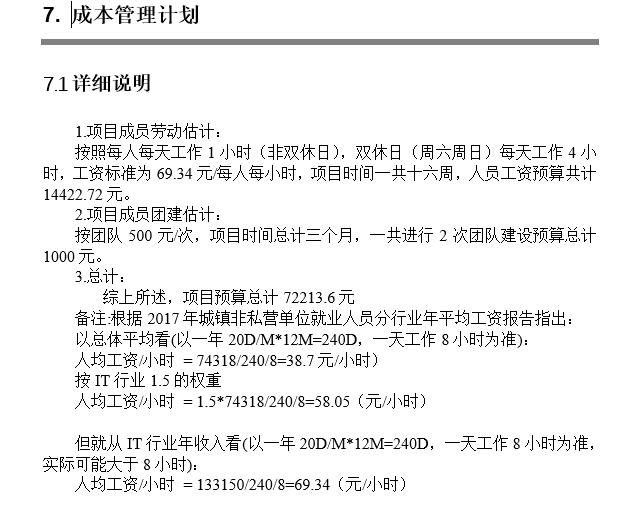 7. 成本管理计划
7.1 详细说明
1.项目成员劳动估计：
按照每人每天工作 1 小时（非双休日），双休日（周六周日）每天工作 4 小
时，工资标准为 69.34 元/每人每小时，项目时间一共十六周，人员工资预算共计
14422.72 元。
2.项目成员团建估计：
按团队 500 元/次，项目时间总计三个月，一共进行 2 次团队建设预算总计
1000 元。
3.总计：
综上所述，项目预算总计 72213.6 元
备注:根据 2017 年城镇非私营单位就业人员分行业年平均工资报告指出：
以总体平均看(以一年 20D/M*12M=240D，一天工作 8 小时为准)：
人均工资/小时 = 74318/240/8=38.7 元/小时）
按 IT 行业 1.5 的权重
人均工资/小时 = 1.5*74318/240/8=58.05（元/小时）
但就从 IT 行业年收入看(以一年 20D/M*12M=240D，一天工作 8 小时为准，
实际可能大于 8 小时)：
人均工资/小时 = 133150/240/8=69.34（元/小时）